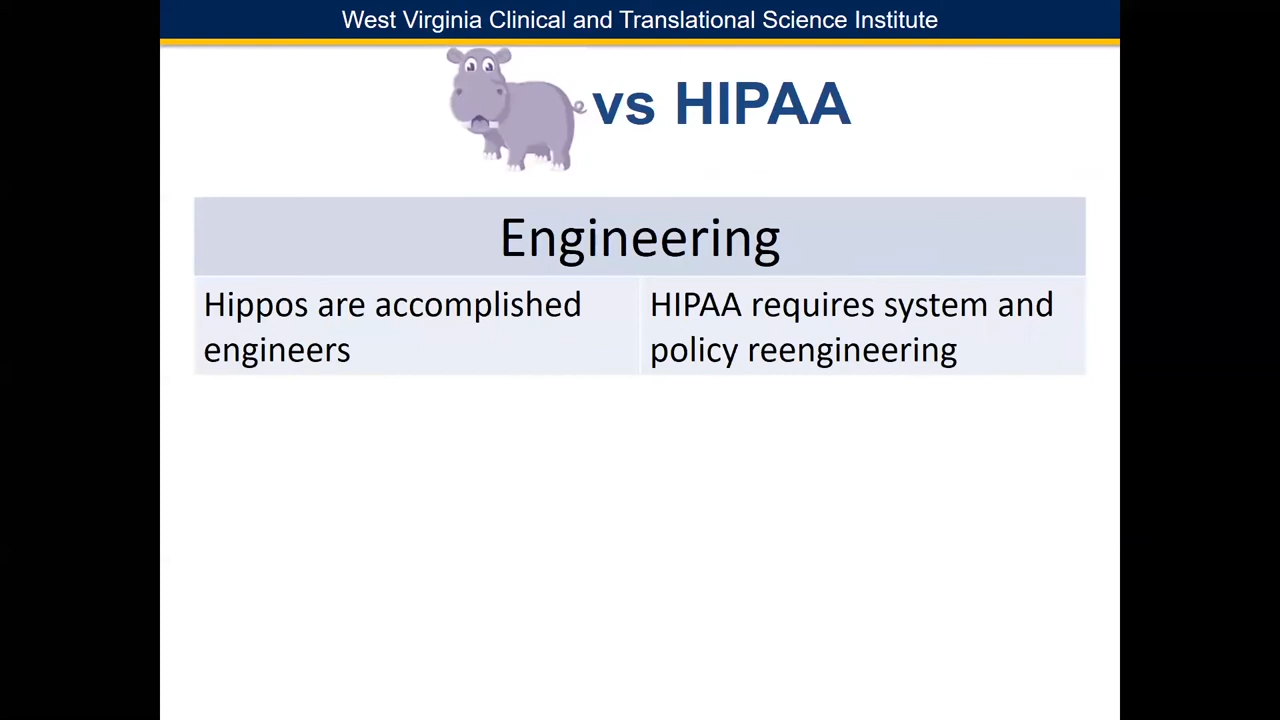 West Virginia Clinical and Translational Science Institute
vs HIPAA
Engineering
Hippos are accomplished
engineers
HIPAA requires system and
policy reengineering